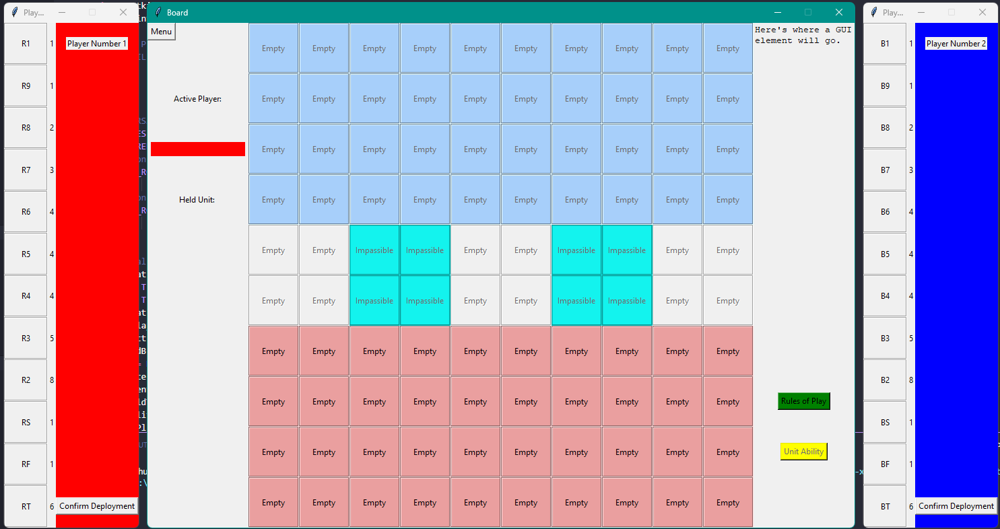 Play...
R1 1
Player Number 1
R9 1
R8 2
R7 3
R6 4
R5 4
R4 4
R3 5
R2 8
RS 1
RF 1
RT 6
Confirm Deployment
Board
Menu
Active Player:
Held Unit:
Empty Empty Empty Empty Empty Empty Empty Empty Empty Empty
Empty Empty Empty Empty Empty Empty Empty Empty Empty Empty
Empty Empty Empty Empty Empty Empty Empty Empty Empty Empty
Empty Empty Empty Empty Empty Empty Empty Empty Empty Empty
Empty Empty Impassible Impassible Empty Empty Impassible Impassible Empty Empty
Empty Empty Impassible Impassible Empty Empty Impassible Impassible Empty Empty
Empty Empty Empty Empty Empty Empty Empty Empty Empty Empty
Empty Empty Empty Empty Empty Empty Empty Empty Empty Empty
Empty Empty Empty Empty Empty Empty Empty Empty Empty Empty
Empty Empty Empty Empty Empty Empty Empty Empty Empty Empty
Here's where a GUI
element will go.
Rules of Play
Unit Ability
Play...
B1 1
Player Number 2
B9 1
B8 2
B7 3
B6 4
B5 4
B4 4
B3 5
B2 8
BS 1
BF 1
BT 6
Confirm Deployment